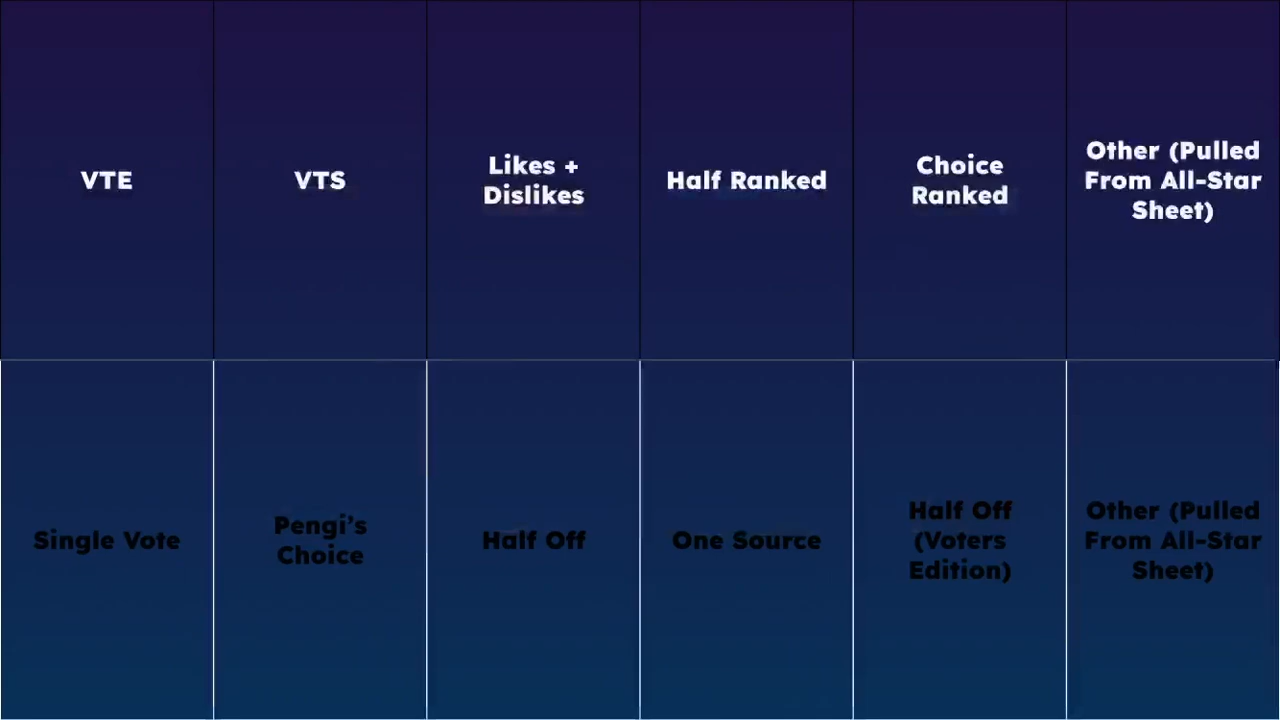 VTE
VTS
Likes +
Dislikes
Half Ranked
Choice
Ranked
Other (Pulled
From All-Star
Sheet)
Single Vote
Pengi's
Choice
Half Off
One Source
Half Off
(Voters
Edition)
Other (Pulled
From All-Star
Sheet)